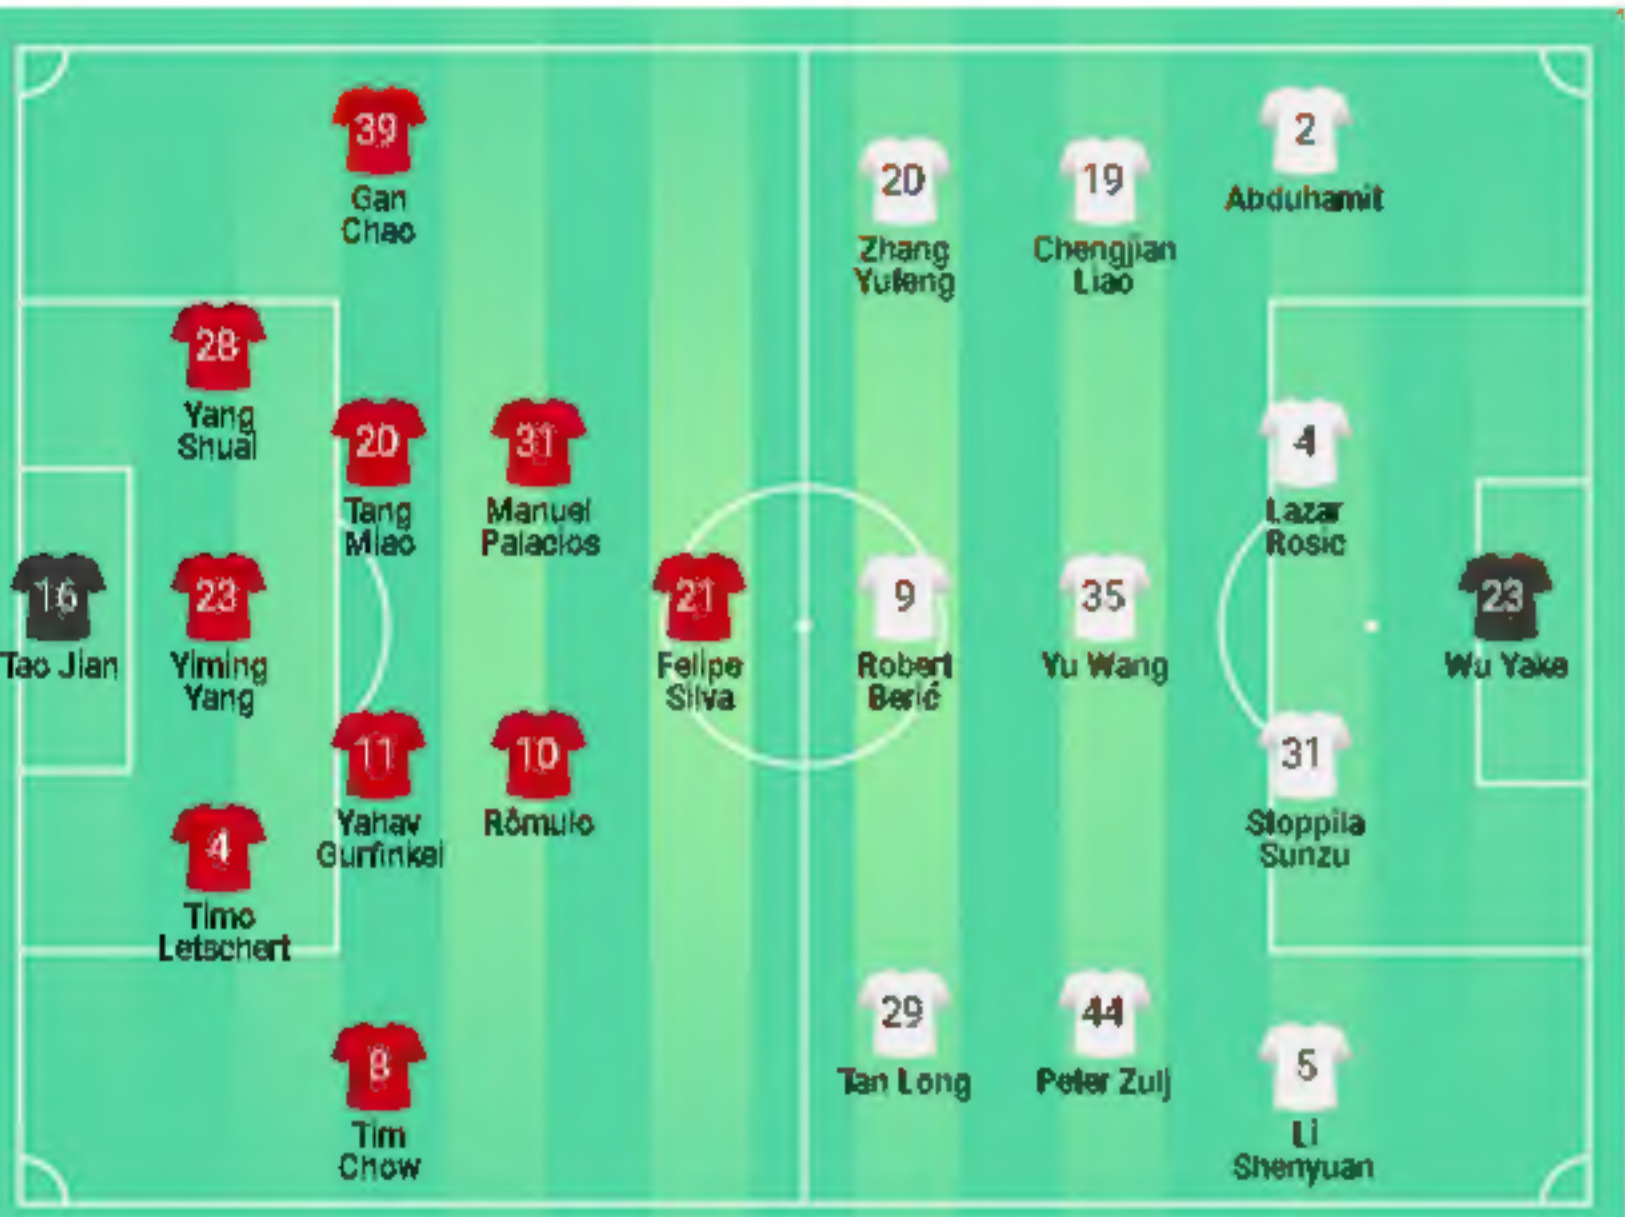 39
Gan
Chao
28
Yang
Shuai
20
Tang
Miao
31
Manuel
Palacios
16
Tao Jian
23
Yiming
Yang
21
Felipe
Silva
11
Yahav
Gurfinkel
10
Rômulo
4
Timo
Letschert
8
Tim
Chow
20
Zhang
Yufeng
19
Chengjian
Liao
2
Abduhamit
4
Lazar
Rosic
9
Robert
Berić
35
Yu Wang
23
Wu Yake
31
Stoppila
Sunzu
29
Tan Long
44
Peter Zulj
5
Li
Shenyuan